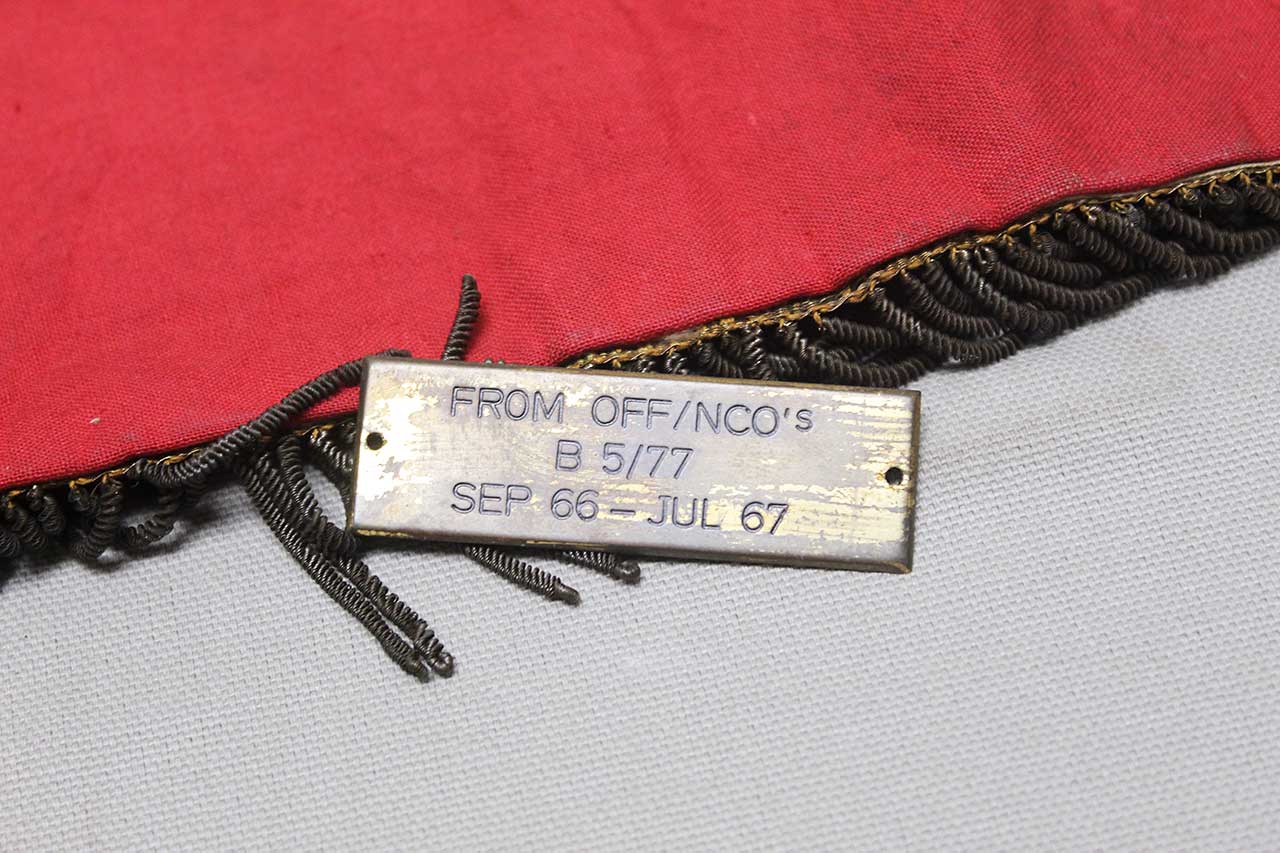 FROM OFF/NCO's
B 5/77
SEP 66 – JUL 67